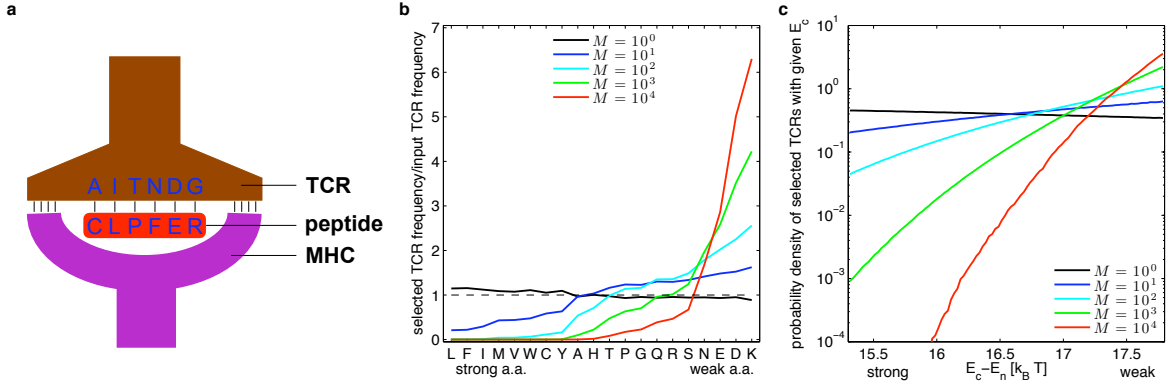 a
A I T N D G
TCR
C L P F E R
peptide
MHC
b
selected TCR frequency/input TCR frequency
7
6
5
4
3
2
1
0
M = 10^0
M = 10^1
M = 10^2
M = 10^3
M = 10^4
L F I M V W C Y A H T P G Q R S N E D K
strong a.a. weak a.a.
c
probability density of selected TCRs with given E_c
10^1
10^0
10^-1
10^-2
10^-3
10^-4
M = 10^0
M = 10^1
M = 10^2
M = 10^3
M = 10^4
15.5 16 16.5 17 17.5
strong E_c-E_n [k_B T] weak